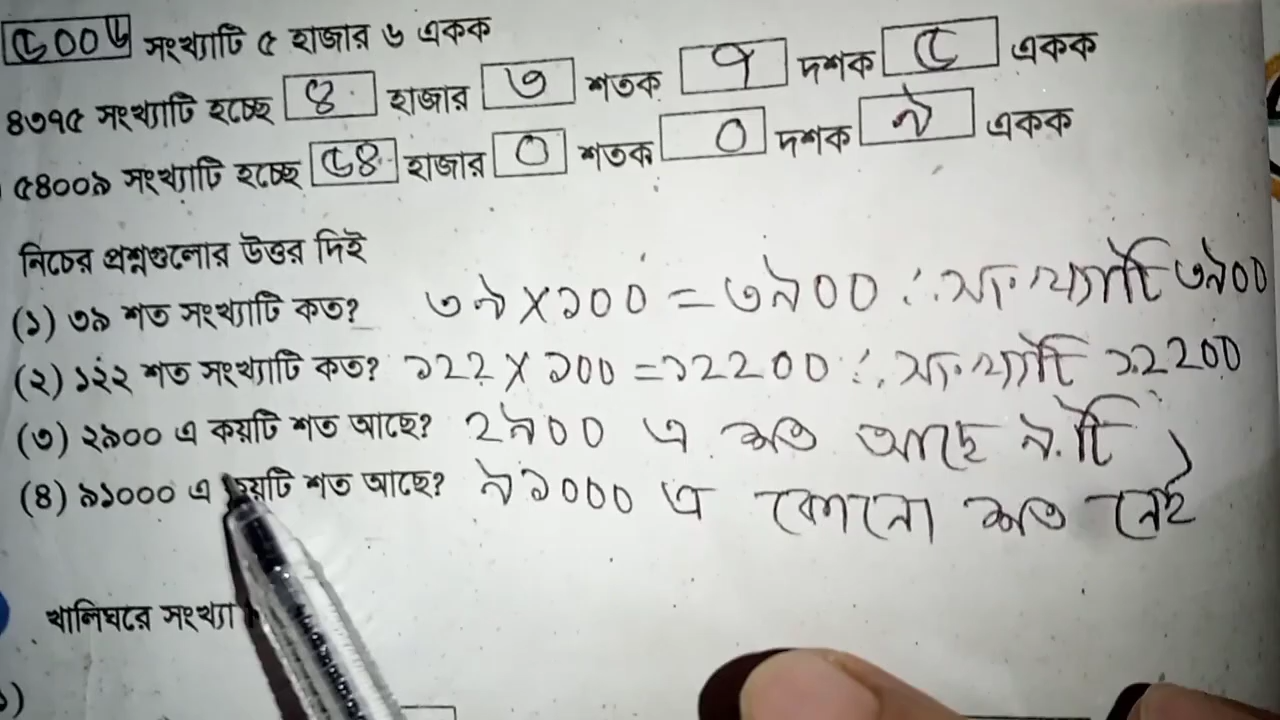 ৫০০৬ সংখ্যাটি ৫ হাজার ৬ একক
৪৩৭৫ সংখ্যাটি হচ্ছে ৪ হাজার ৩ শতক ৭ দশক ৫ একক
৫৪০০৯ সংখ্যাটি হচ্ছে ৫৪ হাজার ০ শতক ০ দশক ৯ একক
নিচের প্রশ্নগুলোর উত্তর দিই
(১) ৩৯ শত সংখ্যাটি কত? ৩৯×১০০ = ৩৯০০ ∴ সংখ্যাটি ৩৯০০
(২) ১২২ শত সংখ্যাটি কত? ১২২×১০০ = ১২২০০ ∴ সংখ্যাটি ১২২০০
(৩) ২৯০০ এ কয়টি শত আছে? ২৯০০ এ শত আছে ৯ টি
(৪) ৯১০০০ এ কয়টি শত আছে? ৯১০০০ এ কোনো শত নেই
খালিঘরে সংখ্যা